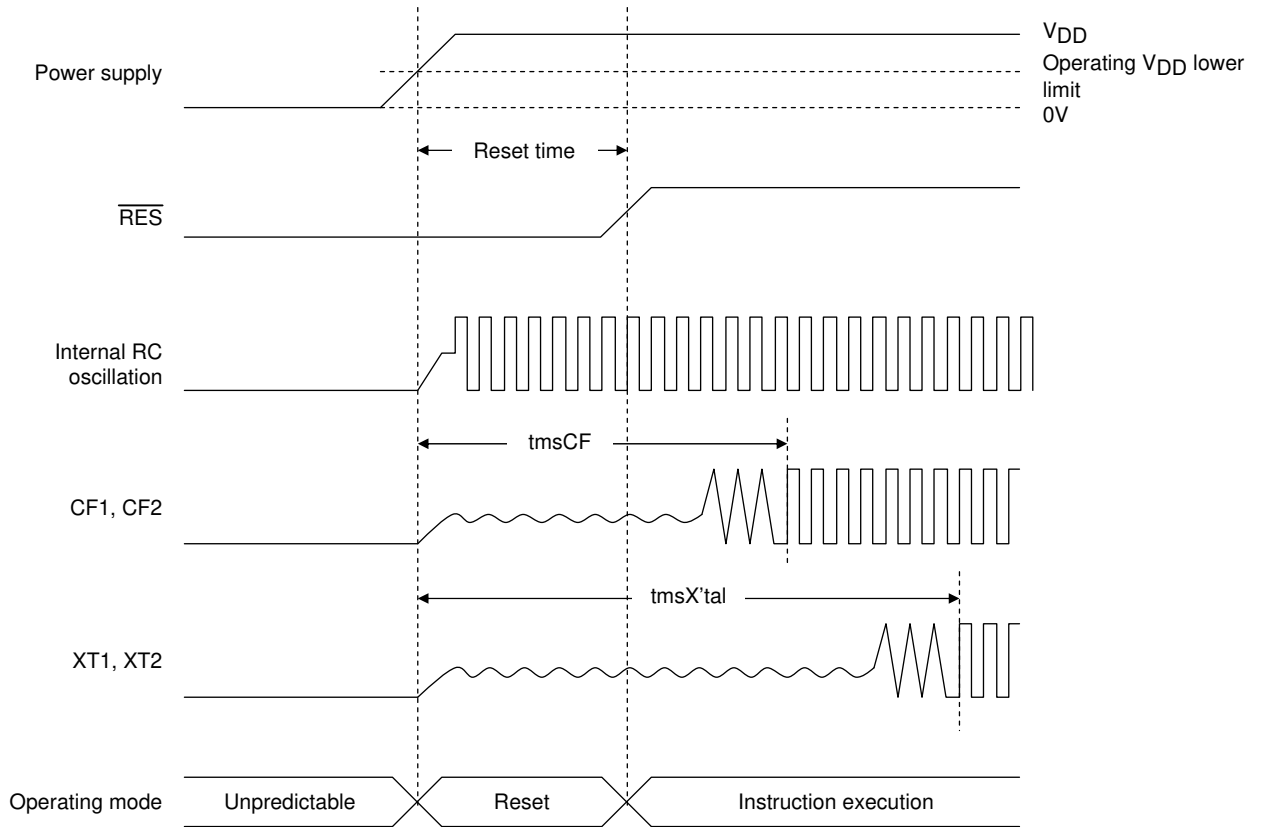 Power supply
VDD
Operating VDD lower
limit
0V
Reset time
RES
Internal RC
oscillation
tmsCF
CF1, CF2
tmsX'tal
XT1, XT2
Operating mode
Unpredictable
Reset
Instruction execution